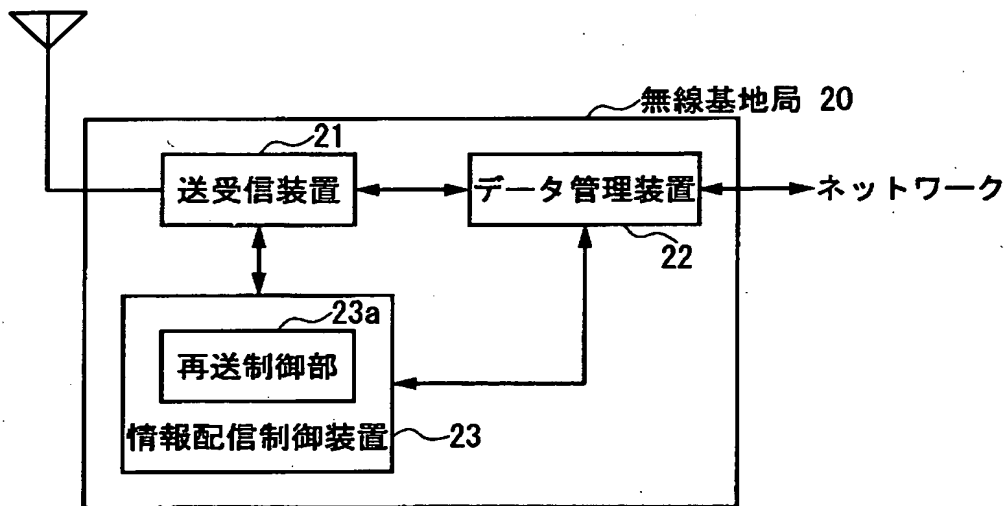 無線基地局 20
21
送受信装置
データ管理装置
ネットワーク
22
23a
再送制御部
情報配信制御装置
23